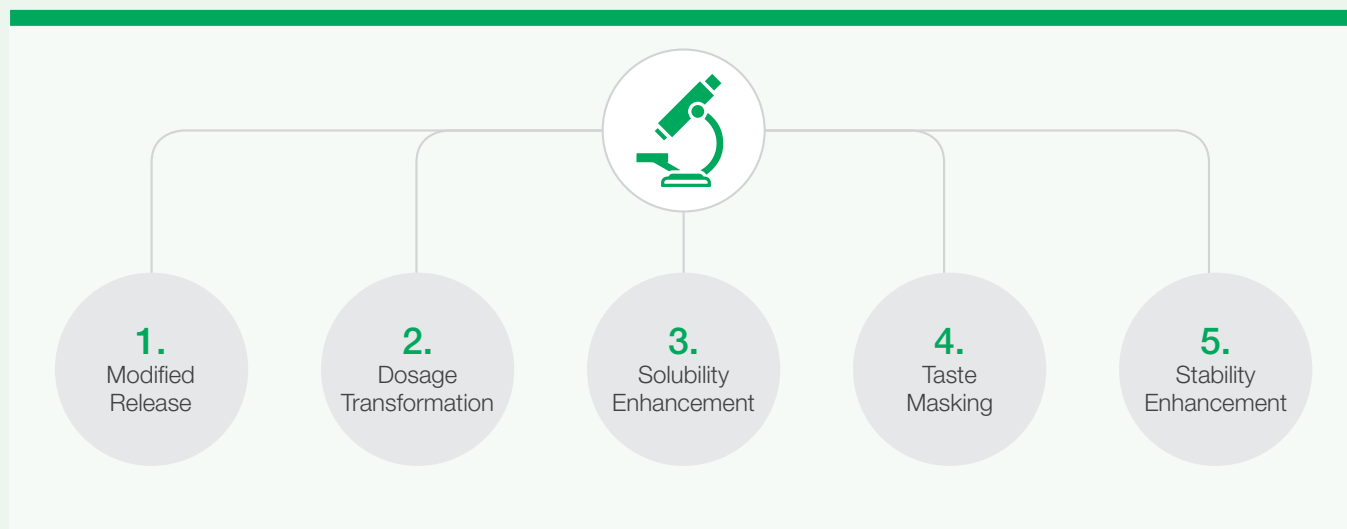 1.
Modified
Release
2.
Dosage
Transformation
3.
Solubility
Enhancement
4.
Taste
Masking
5.
Stability
Enhancement